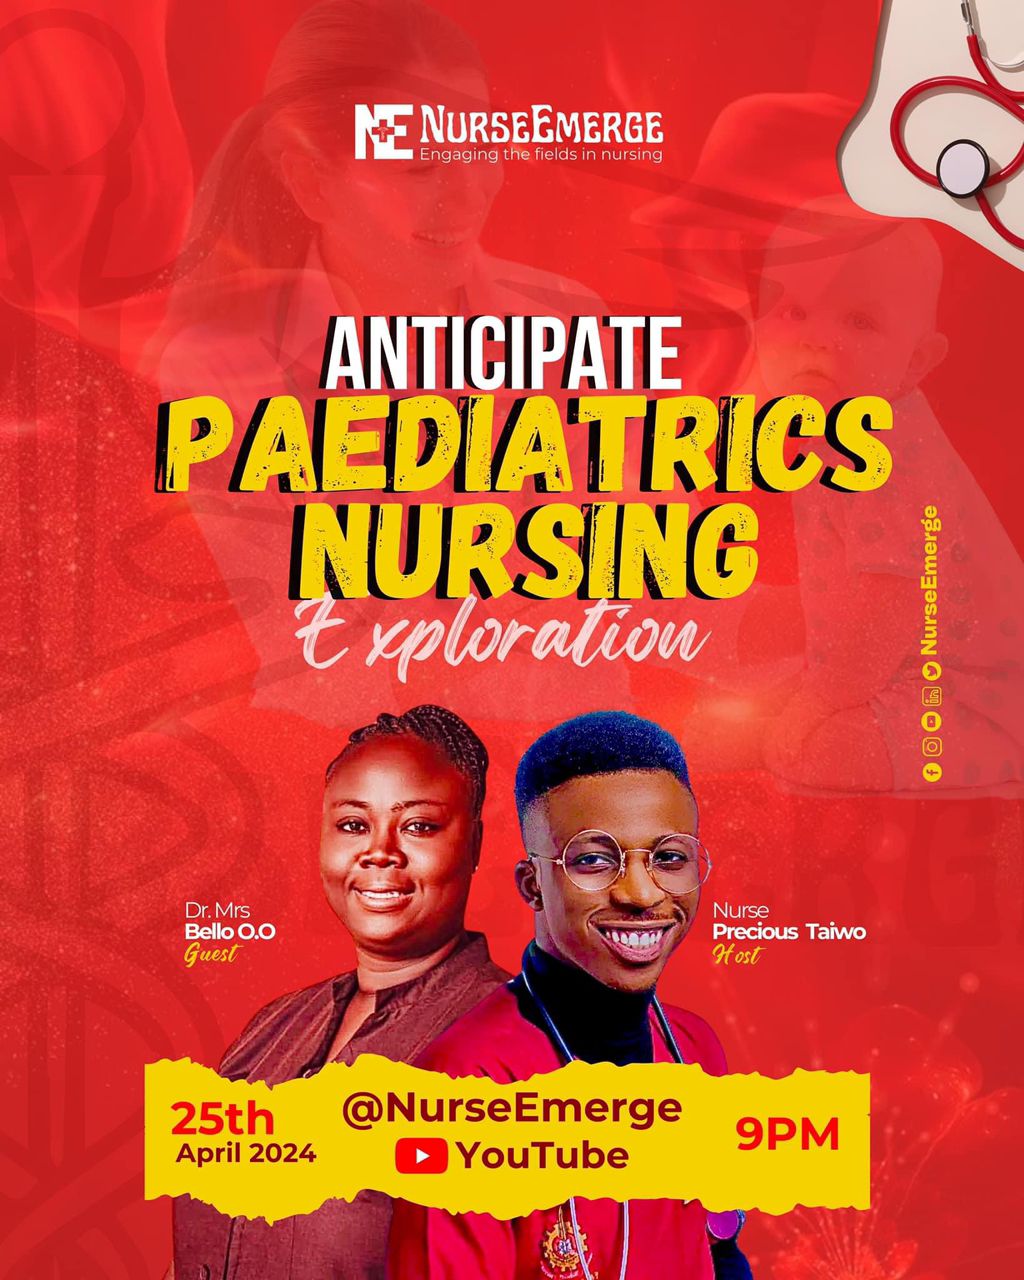 NE NURSEEMERGE
Engaging the fields in nursing
ANTICIPATE
PAEDIATRICS
NURSING
Exploration
NurseEmerge
Dr. Mrs
Bello O.O
Guest
Nurse
Precious Taiwo
Host
25th
April 2024
@NurseEmerge
YouTube
9PM